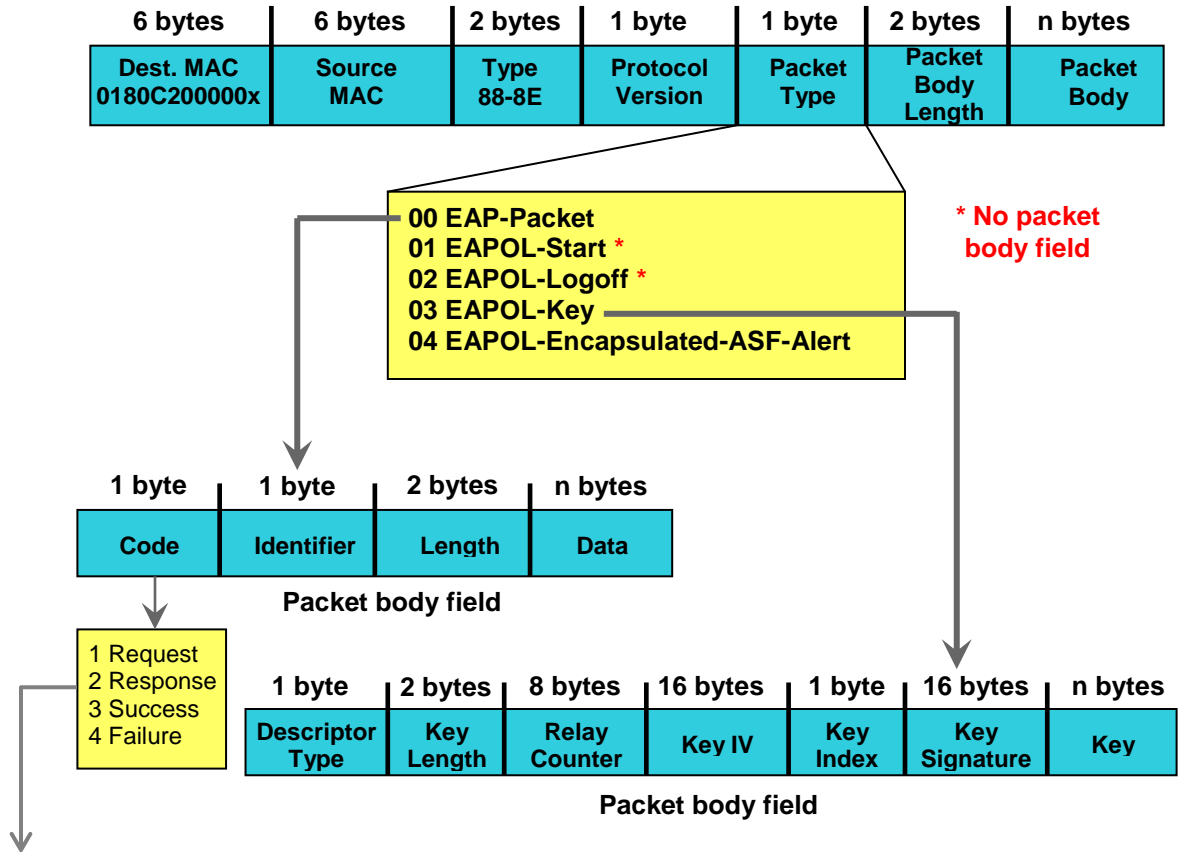 6 bytes 6 bytes 2 bytes 1 byte 1 byte 2 bytes n bytes
Dest. MAC
0180C200000x
Source
MAC
Type
88-8E
Protocol
Version
Packet
Type
Packet
Body
Length
Packet
Body
00 EAP-Packet
01 EAPOL-Start *
02 EAPOL-Logoff *
03 EAPOL-Key
04 EAPOL-Encapsulated-ASF-Alert
* No packet
body field
1 byte 1 byte 2 bytes n bytes
Code Identifier Length Data
Packet body field
1 Request
2 Response
3 Success
4 Failure
1 byte 2 bytes 8 bytes 16 bytes 1 byte 16 bytes n bytes
Descriptor
Type
Key
Length
Relay
Counter
Key IV
Key
Index
Key
Signature
Key
Packet body field